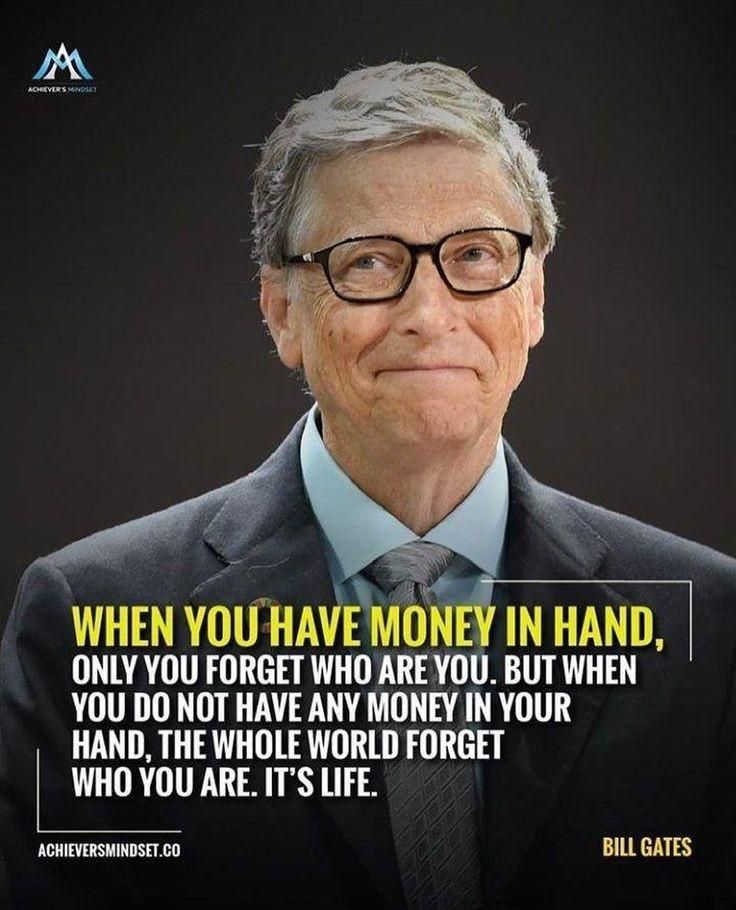 ACHIEVER'S MINDSET
WHEN YOU HAVE MONEY IN HAND,
ONLY YOU FORGET WHO ARE YOU. BUT WHEN
YOU DO NOT HAVE ANY MONEY IN YOUR
HAND, THE WHOLE WORLD FORGET
WHO YOU ARE. IT'S LIFE.
ACHIEVERSMINDSET.CO
BILL GATES